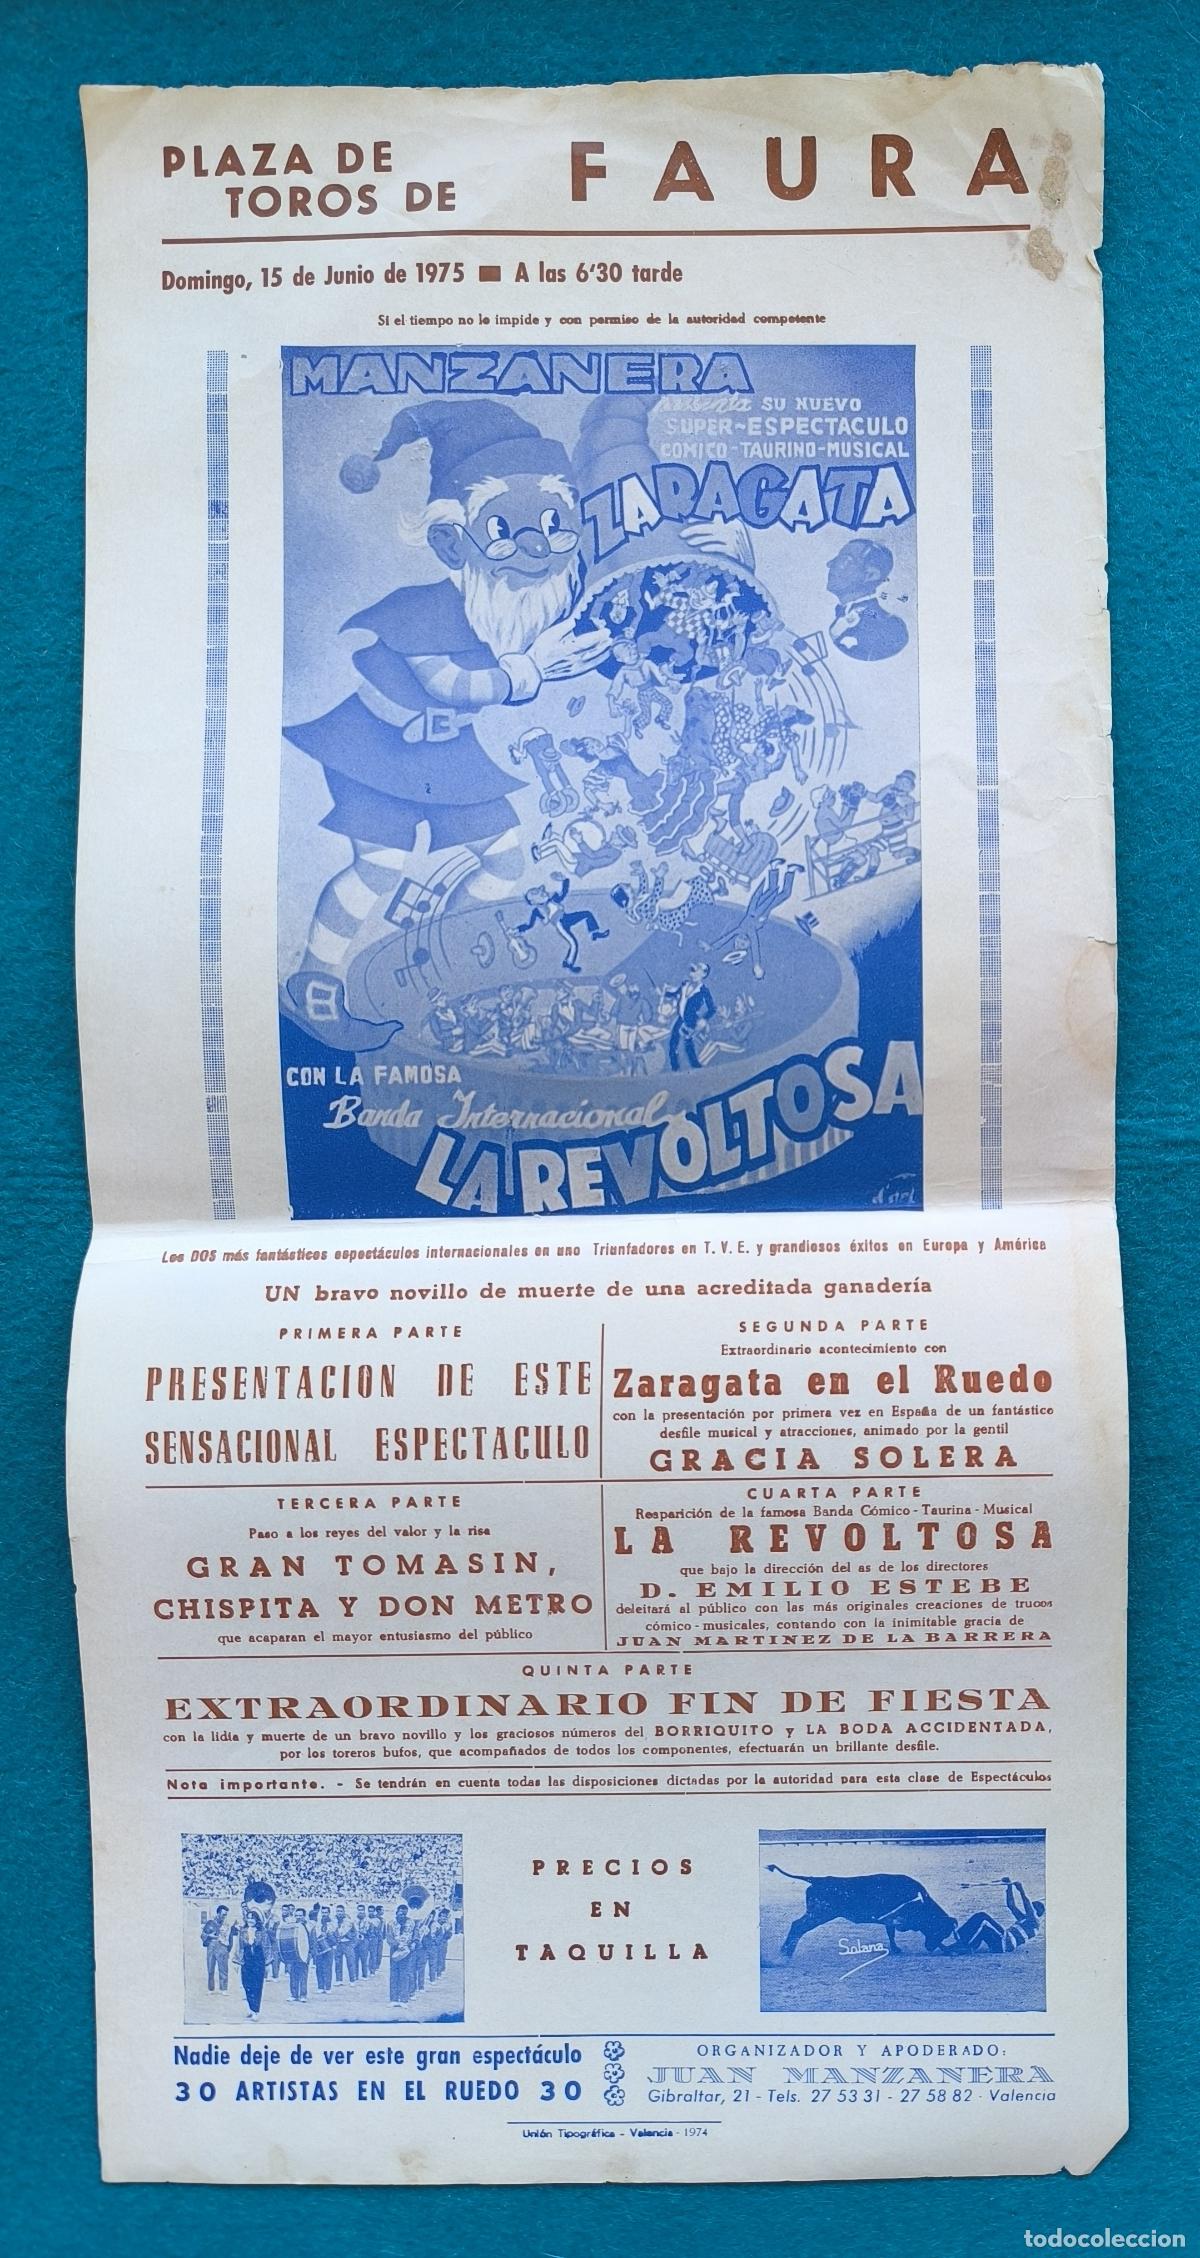 PLAZA DE
TOROS DE
FAURA
Domingo, 15 de Junio de 1975 ■ A las 6'30 tarde
Si el tiempo no lo impide y con permiso de la autoridad competente
MANZANERA
presenta SU NUEVO
SUPER-ESPECTACULO
COMICO-TAURINO-MUSICAL
ZARAGATA
CON LA FAMOSA
Banda Internacional
LA REVOLTOSA
Los DOS más fantásticos espectáculos internacionales en uno Triunfadores en T. V. E. y grandiosos éxitos en Europa y América
UN bravo novillo de muerte de una acreditada ganadería
PRIMERA PARTE
PRESENTACION DE ESTE
SENSACIONAL ESPECTACULO
SEGUNDA PARTE
Extraordinario acontecimiento con
Zaragata en el Ruedo
con la presentación por primera vez en España de un fantástico
desfile musical y atracciones, animado por la gentil
GRACIA SOLERA
TERCERA PARTE
Paso a los reyes del valor y la risa
GRAN TOMASIN,
CHISPITA Y DON METRO
que acaparan el mayor entusiasmo del público
CUARTA PARTE
Reaparición de la famosa Banda Cómico-Taurina-Musical
LA REVOLTOSA
que bajo la dirección del as de los directores
D. EMILIO ESTEBE
deleitará al público con las más originales creaciones de trucos
cómico-musicales, contando con la inimitable gracia de
JUAN MARTINEZ DE LA BARRERA
QUINTA PARTE
EXTRAORDINARIO FIN DE FIESTA
con la lidia y muerte de un bravo novillo y los graciosos números del BORRIQUITO y LA BODA ACCIDENTADA,
por los toreros bufos, que acompañados de todos los componentes, efectuarán un brillante desfile.
Nota importante. - Se tendrán en cuenta todas las disposiciones dictadas por la autoridad para esta clase de Espectáculos
PRECIOS
EN
TAQUILLA
Solana
Nadie deje de ver este gran espectáculo
30 ARTISTAS EN EL RUEDO 30
ORGANIZADOR Y APODERADO:
JUAN MANZANERA
Gibraltar, 21 - Tels. 27 53 31 - 27 58 82 - Valencia
Unión Tipográfica - Valencia - 1974
todocoleccion